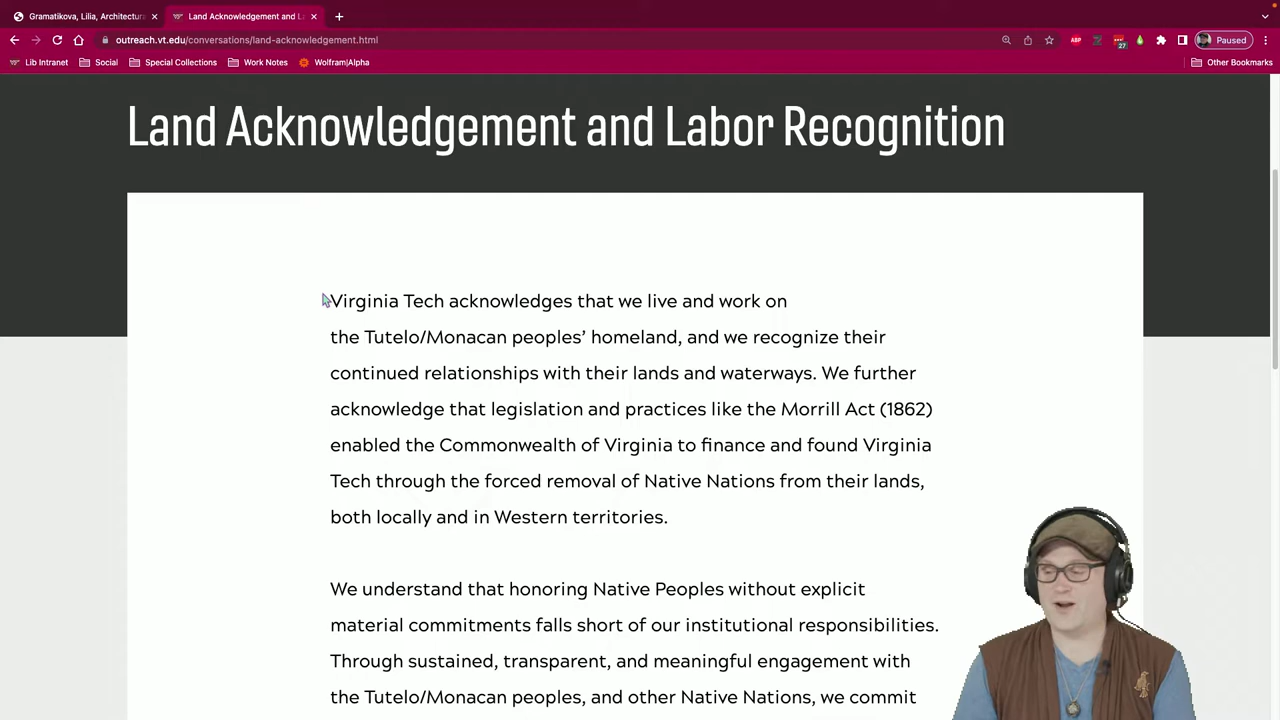 Gramatikova, Lilia, Architectura
Land Acknowledgement and La
outreach.vt.edu/conversations/land-acknowledgement.html
ABP
27
Paused
Lib Intranet
Social
Special Collections
Work Notes
Wolfram|Alpha
Other Bookmarks
Land Acknowledgement and Labor Recognition
Virginia Tech acknowledges that we live and work on
the Tutelo/Monacan peoples’ homeland, and we recognize their
continued relationships with their lands and waterways. We further
acknowledge that legislation and practices like the Morrill Act (1862)
enabled the Commonwealth of Virginia to finance and found Virginia
Tech through the forced removal of Native Nations from their lands,
both locally and in Western territories.
We understand that honoring Native Peoples without explicit
material commitments falls short of our institutional responsibilities.
Through sustained, transparent, and meaningful engagement with
the Tutelo/Monacan peoples, and other Native Nations, we commit